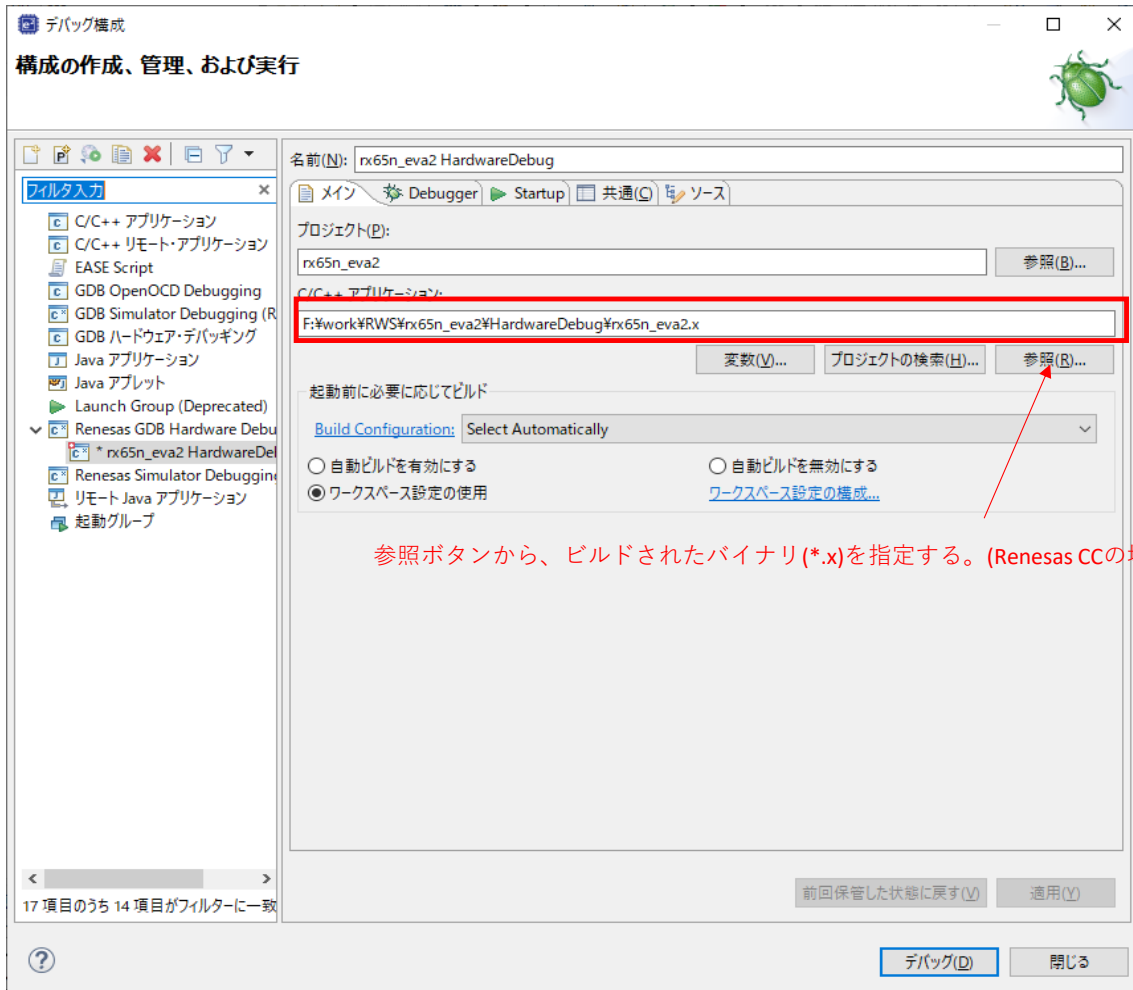 デバッグ構成
構成の作成、管理、および実行
フィルタ入力
C/C++ アプリケーション
C/C++ リモート・アプリケーション
EASE Script
GDB OpenOCD Debugging
GDB Simulator Debugging (R
GDB ハードウェア・デバッギング
Java アプリケーション
Java アプレット
Launch Group (Deprecated)
Renesas GDB Hardware Debu
* rx65n_eva2 HardwareDel
Renesas Simulator Debugging
リモート Java アプリケーション
起動グループ
17 項目のうち 14 項目がフィルターに一致
名前(N): rx65n_eva2 HardwareDebug
メイン Debugger Startup 共通(C) ソース
プロジェクト(P):
rx65n_eva2 参照(B)...
C/C++ アプリケーション:
F:¥work¥RWS¥rx65n_eva2¥HardwareDebug¥rx65n_eva2.x
変数(V)... プロジェクトの検索(H)... 参照(R)...
起動前に必要に応じてビルド
Build Configuration: Select Automatically
自動ビルドを有効にする 自動ビルドを無効にする
ワークスペース設定の使用 ワークスペース設定の構成...
参照ボタンから、ビルドされたバイナリ(*.x)を指定する。(Renesas CCの
前回保管した状態に戻す(V) 適用(Y)
デバッグ(D) 閉じる